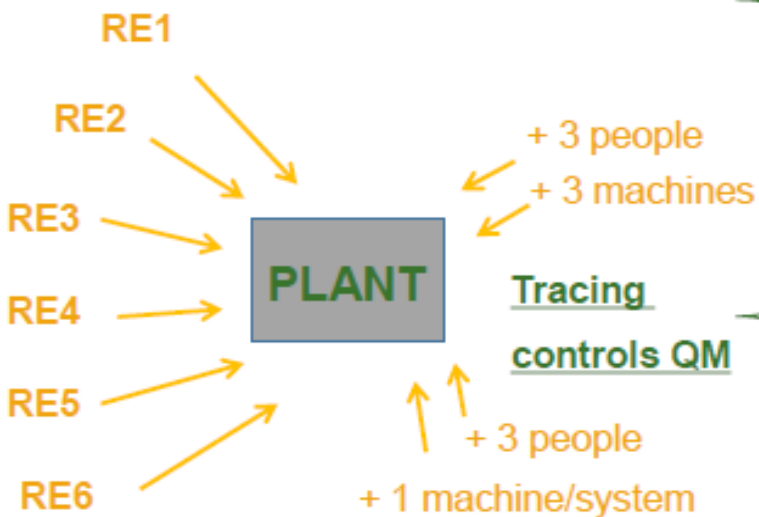 RE1
RE2
RE3
RE4
RE5
RE6
PLANT
+ 3 people
+ 3 machines
Tracing
controls QM
+ 3 people
+ 1 machine/system